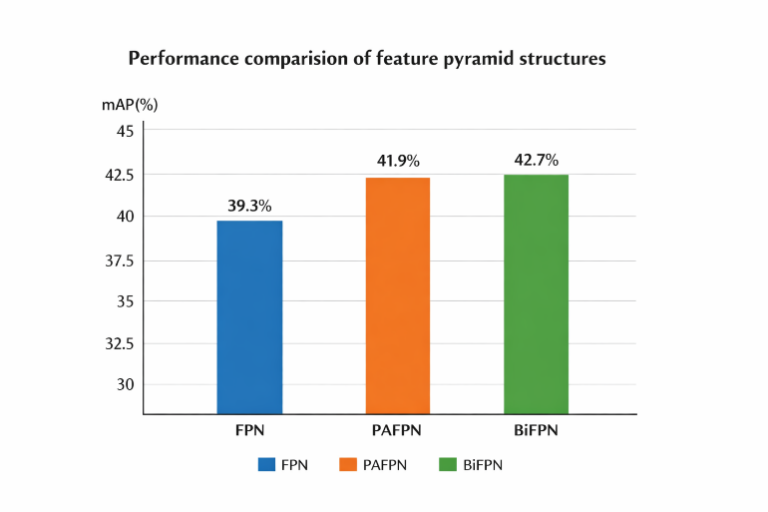 Performance comparision of feature pyramid structures
mAP(%)
45
42.5
40
37.5
35
32.5
30
39.3%
41.9%
42.7%
FPN PAFPN BiFPN
FPN PAFPN BiFPN